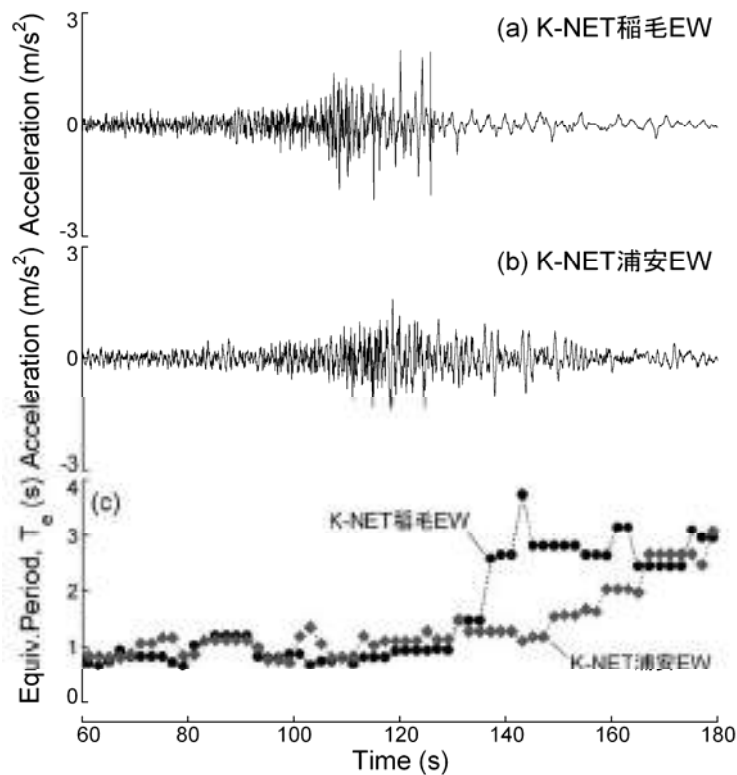 (a) K-NET稲毛EW
Acceleration (m/s²)
3
0
-3
(b) K-NET浦安EW
Acceleration (m/s²)
3
0
-3
(c)
Equiv.Period, T_e (s)
4
3
2
1
0
K-NET稲毛EW
K-NET浦安EW
60 80 100 120 140 160 180
Time (s)